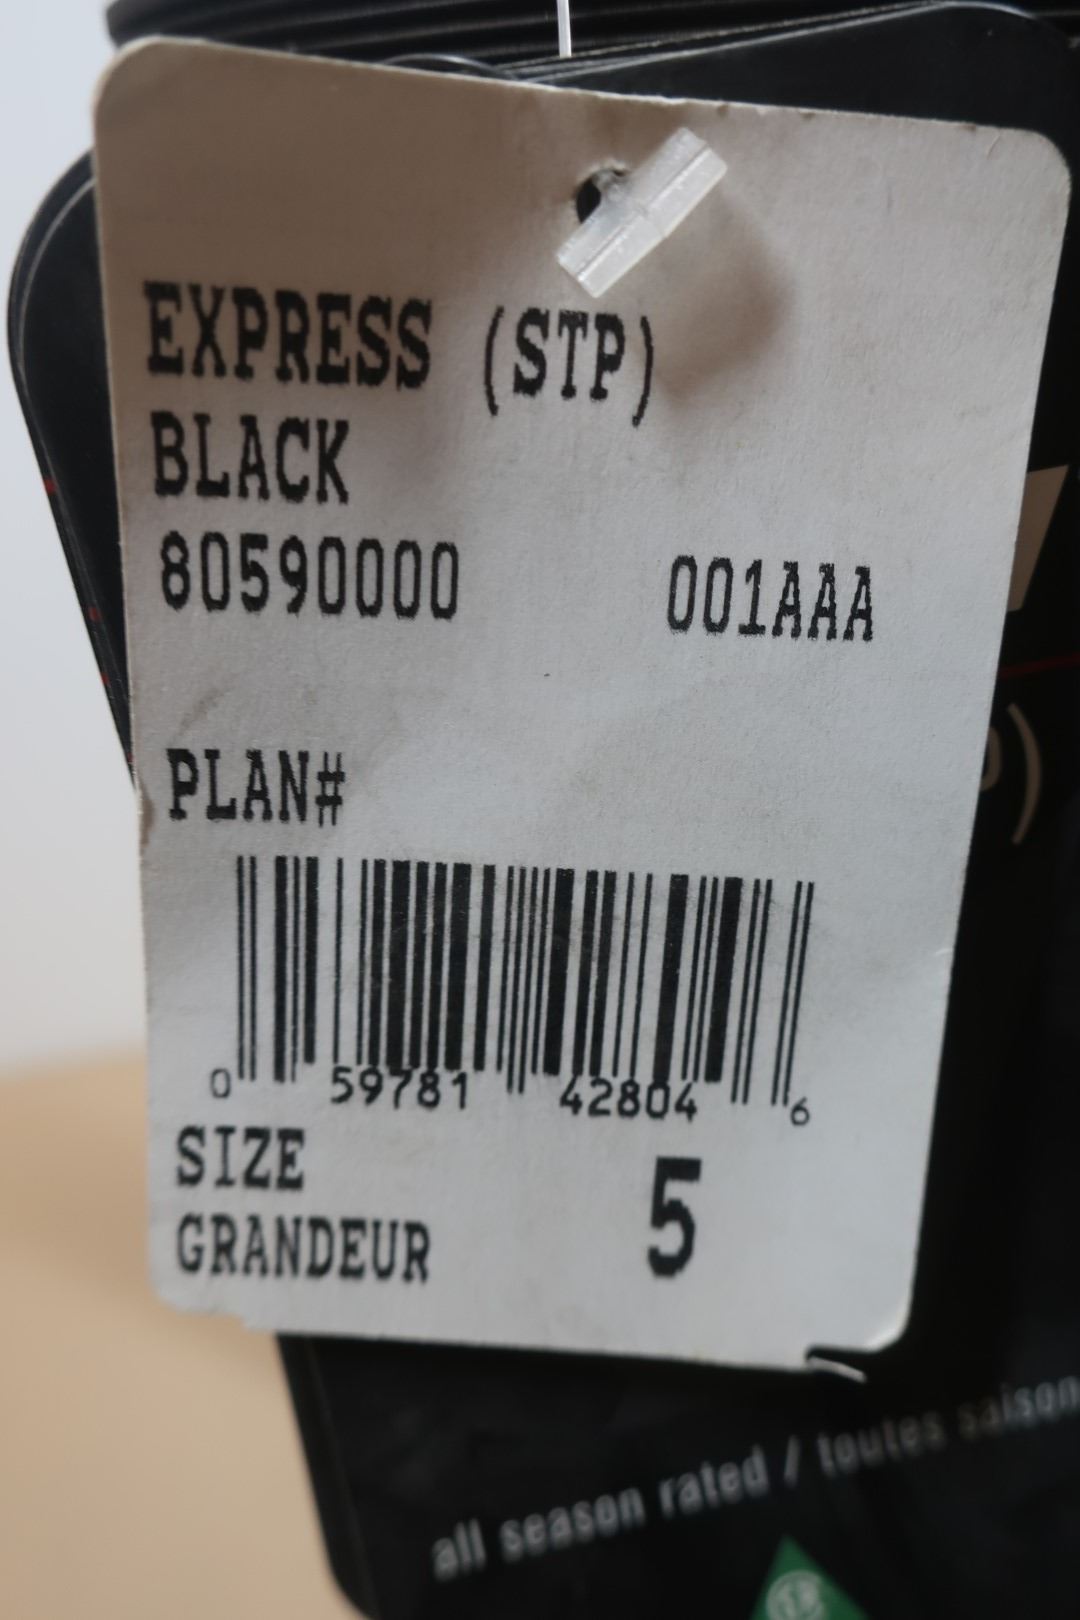 EXPRESS (STP)
BLACK
80590000 001AAA
PLAN#
0 59781 42804 6
SIZE 5
GRANDEUR
all season rated / toutes saison